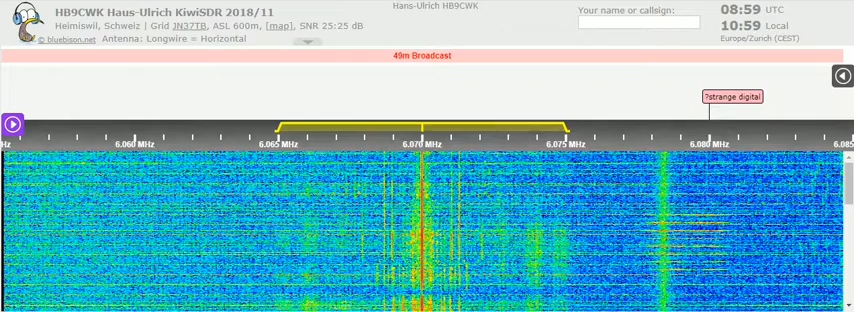 HB9CWK Haus-Ulrich KiwiSDR 2018/11
Hans-Ulrich HB9CWK
Your name or callsign:
08:59 UTC
Heimiswil, Schweiz | Grid JN37TB, ASL 600m, [map], SNR 25:25 dB
10:59 Local
© bluebison.net Antenna: Longwire = Horizontal
Europe/Zurich (CEST)
49m Broadcast
?strange digital
Hz 6.060 MHz 6.065 MHz 6.070 MHz 6.075 MHz 6.080 MHz 6.085